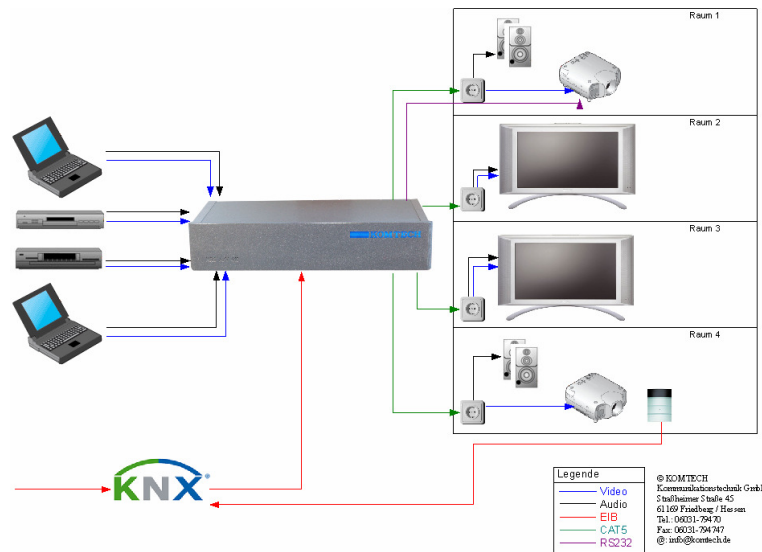 Raum 1
Raum 2
KOMTECH
Raum 3
Raum 4
KNX
Legende
Video
Audio
EIB
CAT5
RS232
© KOMTECH
Kommunikationstechnik GmbH
Straßheimer Straße 45
61169 Friedberg / Hessen
Tel.: 06031-79470
Fax: 06031-794747
@: info@komtech.de